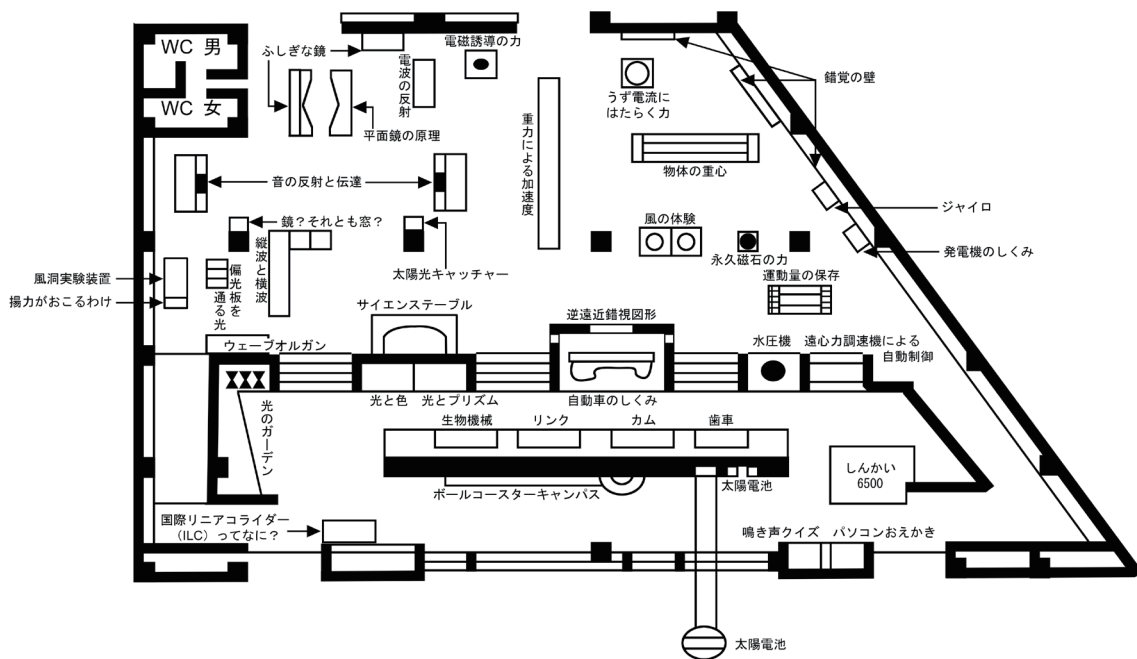 WC 男
WC 女
ふしぎな鏡
電波の反射
平面鏡の原理
電磁誘導の力
重力による加速度
うず電流に
はたらく力
錯覚の壁
物体の重心
音の反射と伝達
ジャイロ
発電機のしくみ
鏡？それとも窓？
縦波と横波
太陽光キャッチャー
風の体験
永久磁石の力
運動量の保存
風洞実験装置
揚力がおこるわけ
偏光板を
通る光
サイエンステーブル
逆遠近錯視図形
ウェーブオルガン
水圧機
遠心力調速機による
自動制御
光と色
光とプリズム
自動車のしくみ
光のガーデン
生物機械
リンク
カム
歯車
しんかい
6500
ボールコースターキャンパス
太陽電池
国際リニアコライダー
（ILC）ってなに？
鳴き声クイズ
パソコンおえかき
太陽電池